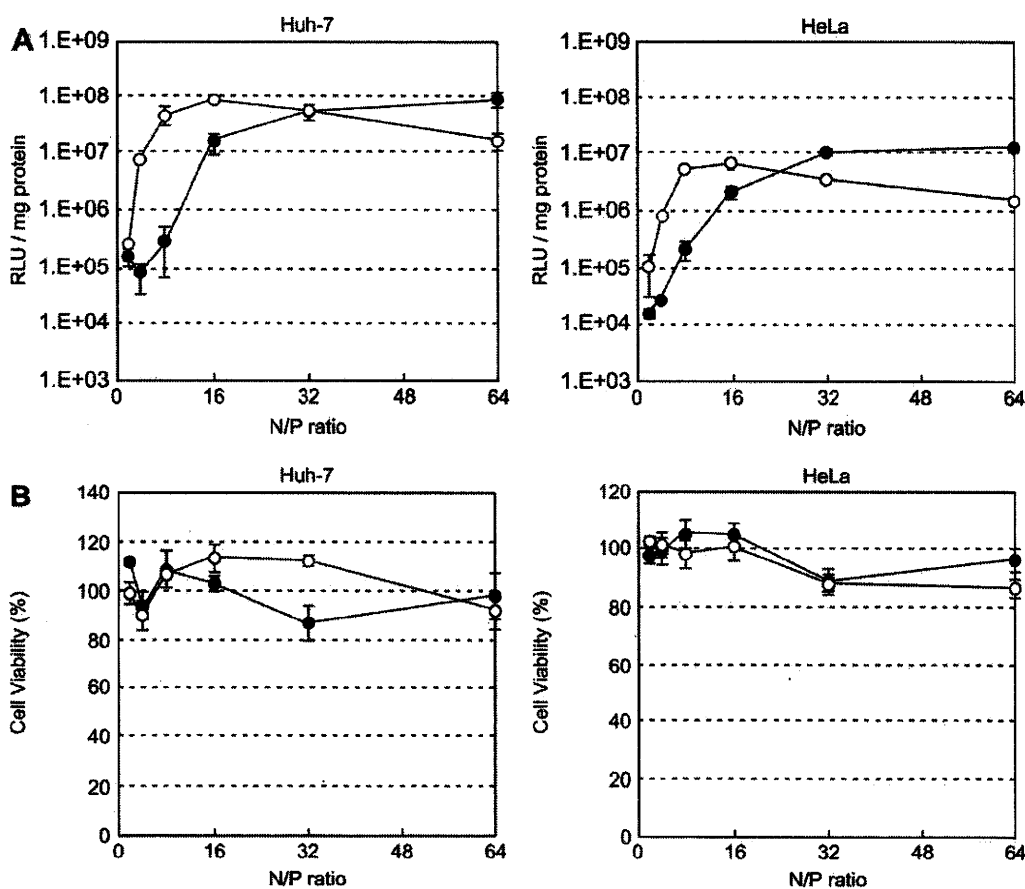 A
Huh-7
1.E+09
1.E+08
1.E+07
1.E+06
1.E+05
1.E+04
1.E+03
RLU / mg protein
0 16 32 48 64
N/P ratio
HeLa
1.E+09
1.E+08
1.E+07
1.E+06
1.E+05
1.E+04
1.E+03
RLU / mg protein
0 16 32 48 64
N/P ratio
B
Huh-7
140
120
100
80
60
40
20
0
Cell Viability (%)
0 16 32 48 64
N/P ratio
HeLa
120
100
80
60
40
20
0
Cell Viability (%)
0 16 32 48 64
N/P ratio